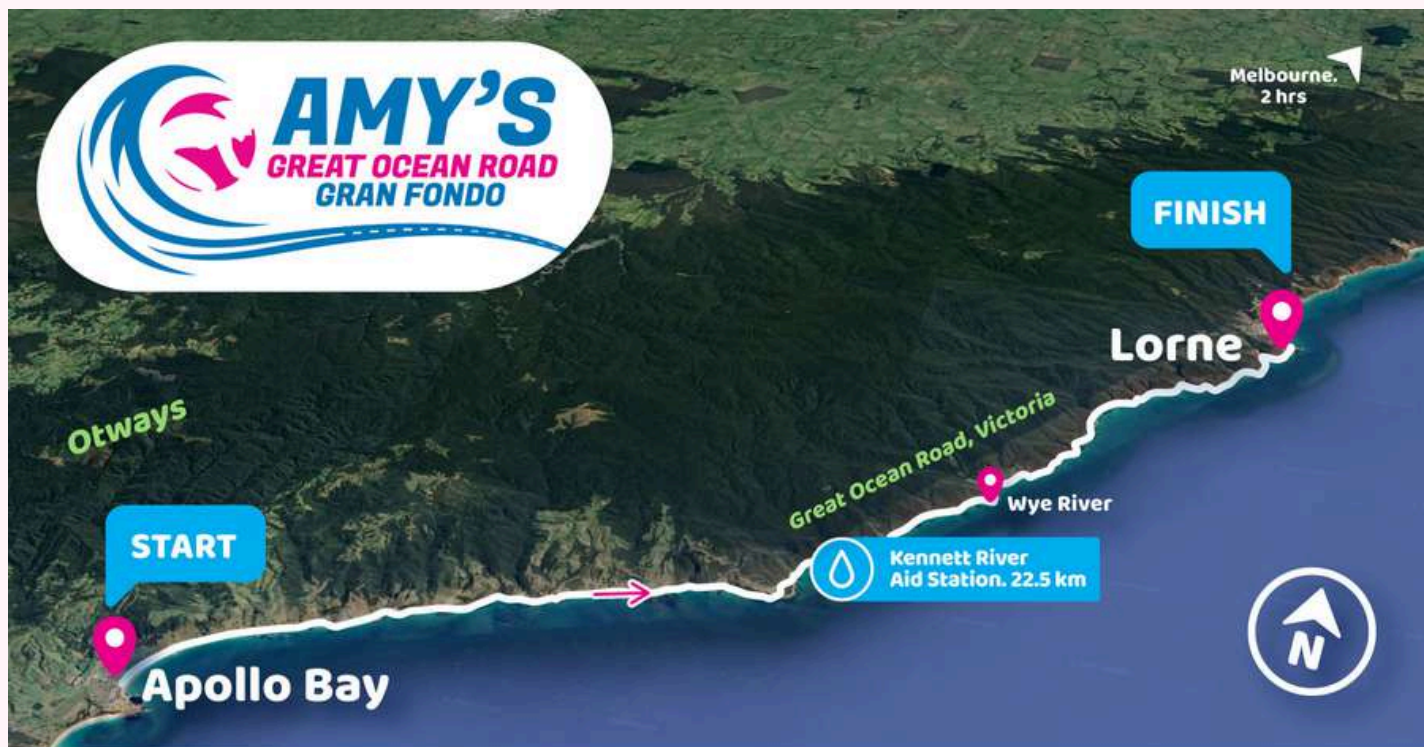 AMY'S
GREAT OCEAN ROAD
GRAN FONDO
Melbourne.
2 hrs
FINISH
Lorne
Otways
Great Ocean Road, Victoria
Wye River
START
Kennett River
Aid Station. 22.5 km
Apollo Bay
N